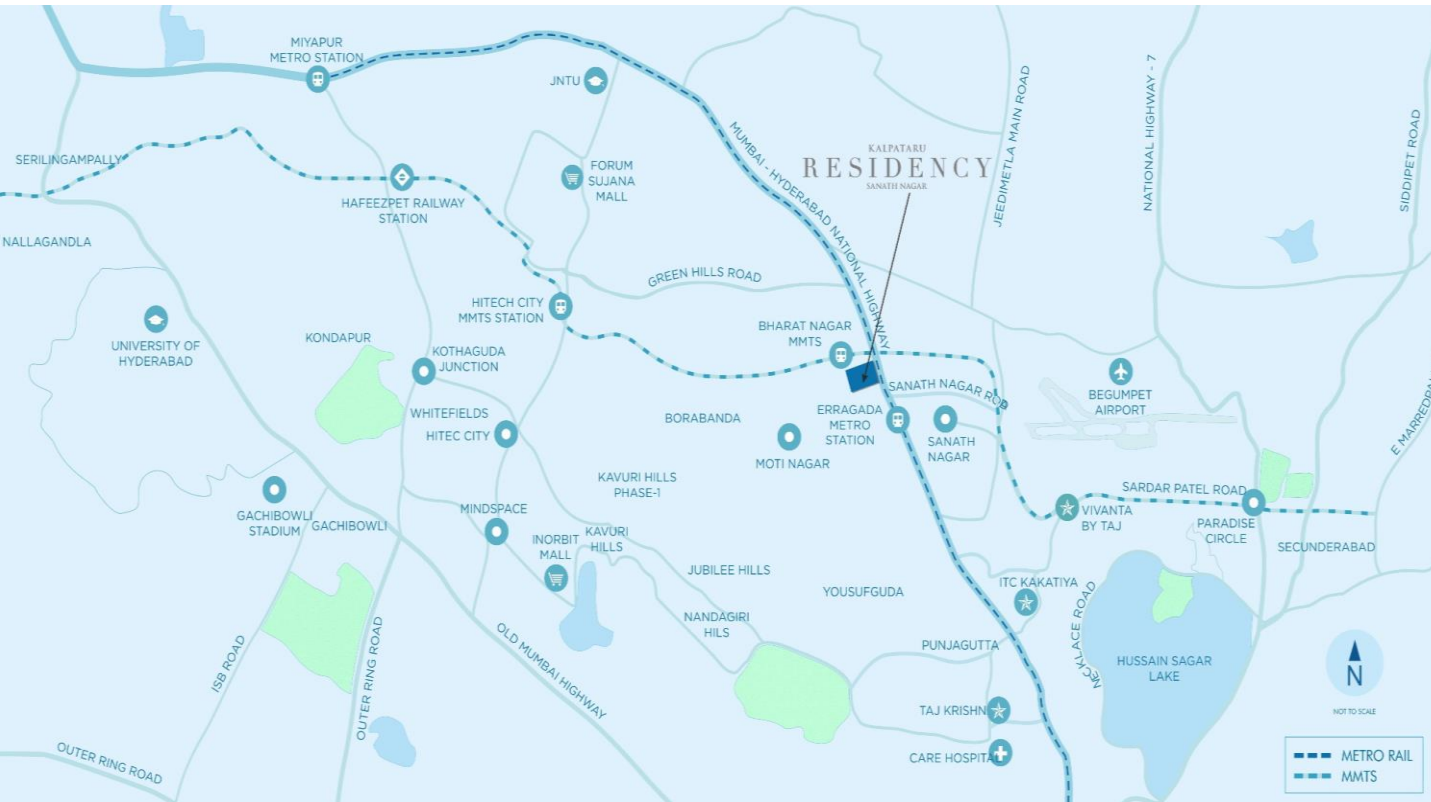 MIYAPUR
METRO STATION
JNTU
MUMBAI - HYDERABAD NATIONAL HIGHWAY
KALPATARU
RESIDENCY
SANATH NAGAR
JEEDIMETLA MAIN ROAD
NATIONAL HIGHWAY - 7
SIDDIPET ROAD
SERILINGAMPALLY
HAFEEZPET RAILWAY
STATION
FORUM
SUJANA
MALL
NALLAGANDLA
GREEN HILLS ROAD
HITECH CITY
MMTS STATION
BHARAT NAGAR
MMTS
UNIVERSITY OF
HYDERABAD
KONDAPUR
KOTHAGUDA
JUNCTION
SANATH NAGAR ROD
BEGUMPET
AIRPORT
E MARREDPA
WHITEFIELDS
HITEC CITY
BORABANDA
ERRAGADA
METRO
STATION
SANATH
NAGAR
MOTI NAGAR
KAVURI HILLS
PHASE-1
SARDAR PATEL ROAD
VIVANTA
BY TAJ
PARADISE
CIRCLE
SECUNDERABAD
GACHIBOWLI
STADIUM
GACHIBOWLI
MINDSPACE
INORBIT
MALL
KAVURI
HILLS
JUBILEE HILLS
YOUSUFGUDA
ITC KAKATIYA
NECKLACE ROAD
NANDAGIRI
HILS
PUNJAGUTTA
HUSSAIN SAGAR
LAKE
N
NOT TO SCALE
ISB ROAD
OUTER RING ROAD
OLD MUMBAI HIGHWAY
TAJ KRISHN
CARE HOSPITAL
OUTER RING ROAD
METRO RAIL
MMTS